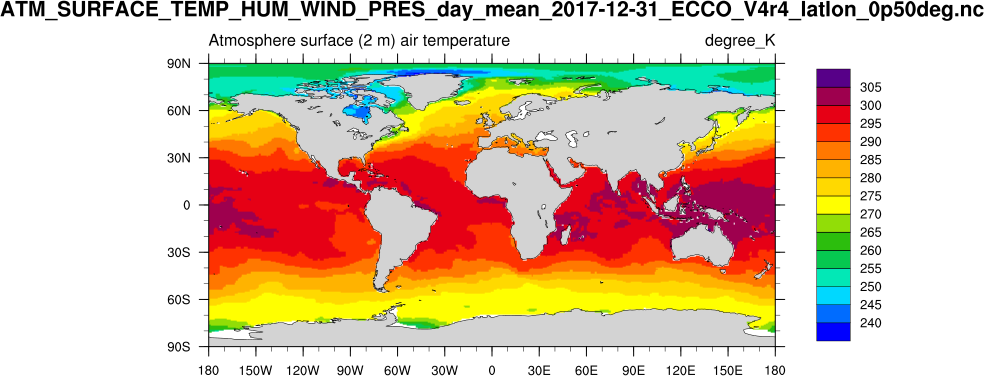 ATM_SURFACE_TEMP_HUM_WIND_PRES_day_mean_2017-12-31_ECCO_V4r4_latlon_0p50deg.nc
Atmosphere surface (2 m) air temperature degree_K
90N
60N
30N
0
30S
60S
90S
180 150W 120W 90W 60W 30W 0 30E 60E 90E 120E 150E 180
305
300
295
290
285
280
275
270
265
260
255
250
245
240